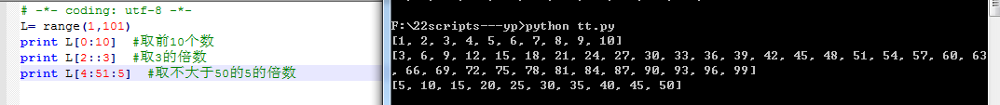 # -*- coding: utf-8 -*-
L= range(1,101)
print L[0:10]  #取前10个数
print L[2::3]  #取3的倍数
print L[4:51:5]  #取不大于50的5的倍数
F:\22scripts---yp>python tt.py
[1, 2, 3, 4, 5, 6, 7, 8, 9, 10]
[3, 6, 9, 12, 15, 18, 21, 24, 27, 30, 33, 36, 39, 42, 45, 48, 51, 54, 57, 60, 63
, 66, 69, 72, 75, 78, 81, 84, 87, 90, 93, 96, 99]
[5, 10, 15, 20, 25, 30, 35, 40, 45, 50]